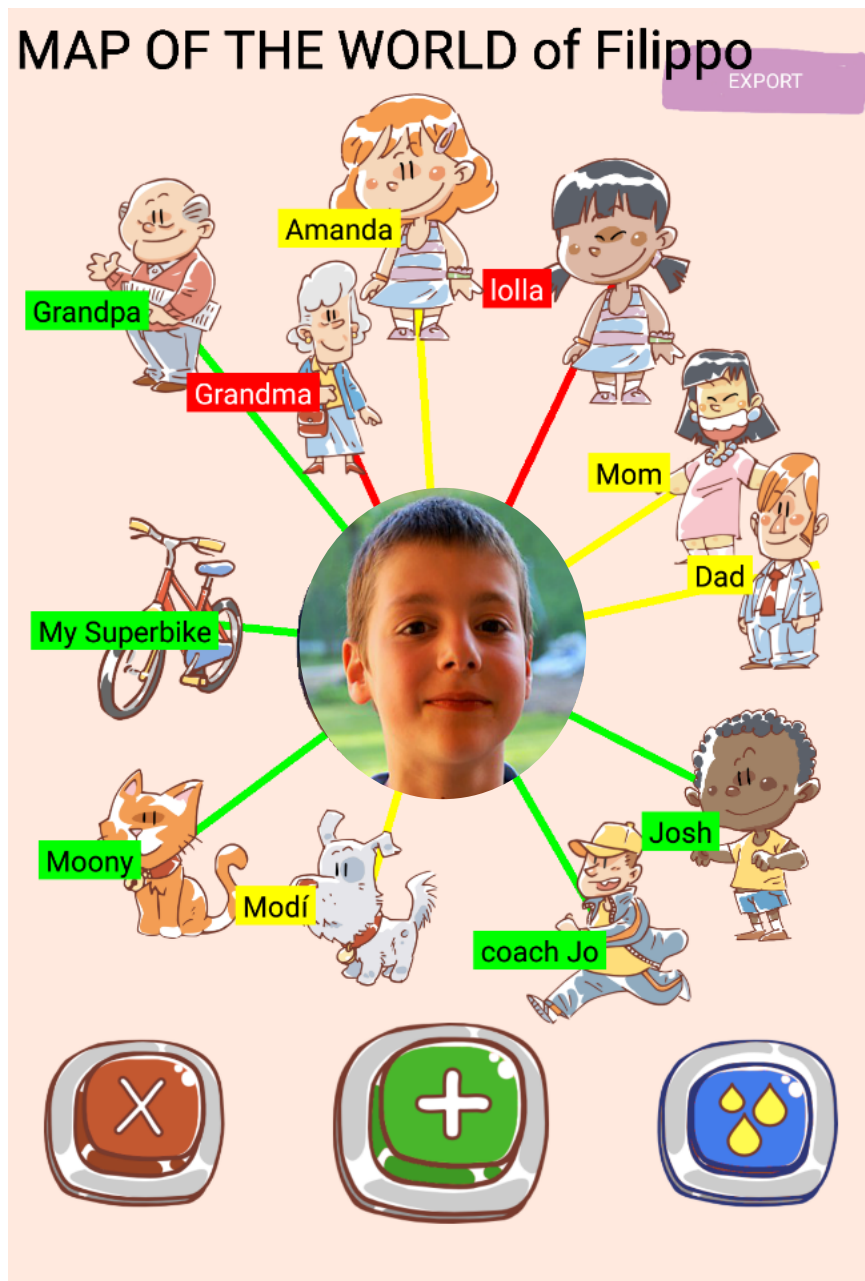 MAP OF THE WORLD of Filippo
EXPORT
Amanda
lolla
Grandpa
Grandma
Mom
Dad
My Superbike
Josh
Moony
Modí
coach Jo